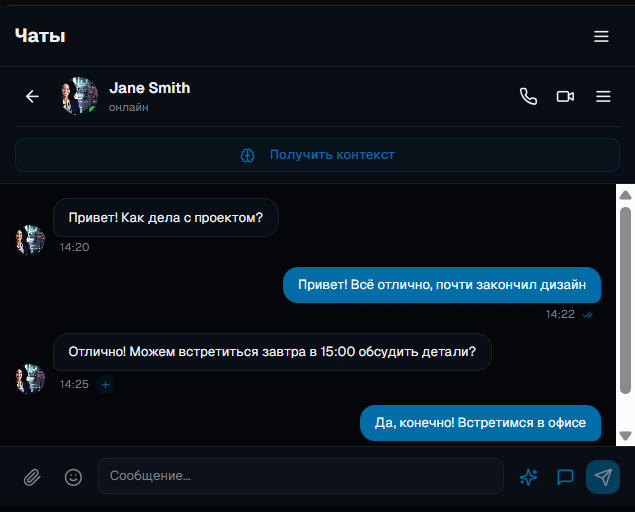 Чаты
Jane Smith
онлайн
Получить контекст
Привет! Как дела с проектом?
14:20
Привет! Всё отлично, почти закончил дизайн
14:22
Отлично! Можем встретиться завтра в 15:00 обсудить детали?
14:25
Да, конечно! Встретимся в офисе
Сообщение...